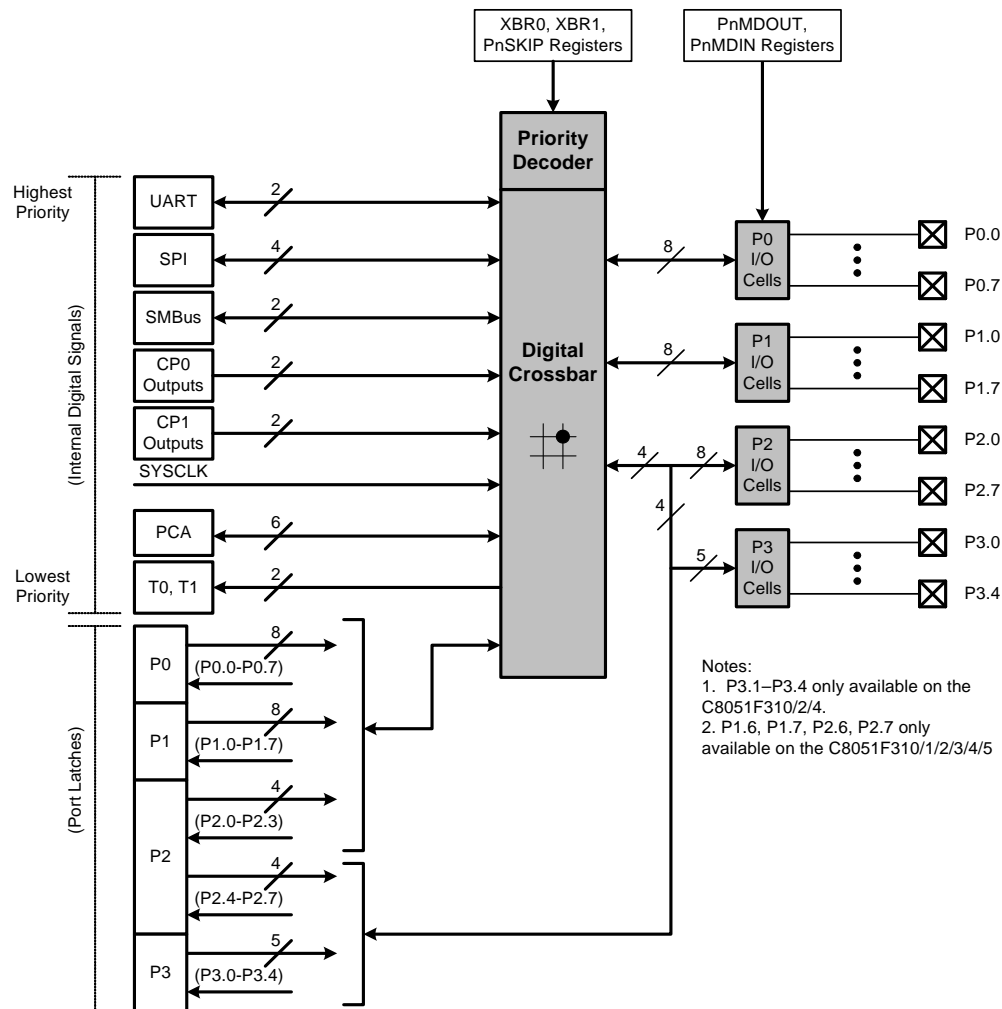 XBR0, XBR1,
PnSKIP Registers
PnMDOUT,
PnMDIN Registers
Priority
Decoder
Highest
Priority
UART
2
SPI
4
SMBus
2
CP0
Outputs
2
CP1
Outputs
2
SYSCLK
PCA
6
Lowest
Priority
T0, T1
2
(Internal Digital Signals)
Digital
Crossbar
8
P0
I/O
Cells
P0.0
P0.7
8
P1
I/O
Cells
P1.0
P1.7
4
8
P2
I/O
Cells
P2.0
P2.7
4
5
P3
I/O
Cells
P3.0
P3.4
(Port Latches)
P0
8
(P0.0-P0.7)
P1
8
(P1.0-P1.7)
P2
4
(P2.0-P2.3)
4
(P2.4-P2.7)
P3
5
(P3.0-P3.4)
Notes:
1. P3.1–P3.4 only available on the
C8051F310/2/4.
2. P1.6, P1.7, P2.6, P2.7 only
available on the C8051F310/1/2/3/4/5